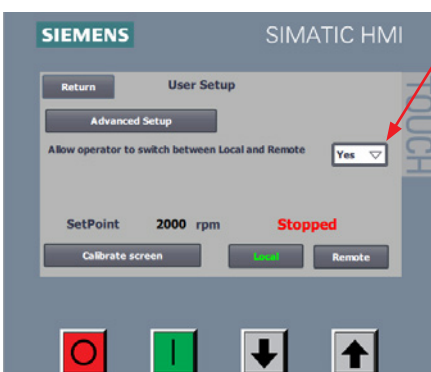 SIEMENS SIMATIC HMI
TOUCH
Return User Setup
Advanced Setup
Allow operator to switch between Local and Remote Yes
SetPoint 2000 rpm Stopped
Calibrate screen Local Remote